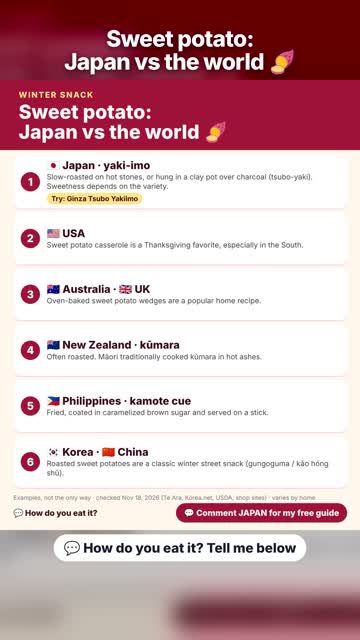 Sweet potato:
Japan vs the world 🍠
WINTER SNACK
Sweet potato:
Japan vs the world 🍠
1
🇯🇵 Japan · yaki-imo
Slow-roasted on hot stones, or hung in a clay pot over charcoal (tsubo-yaki).
Sweetness depends on the variety.
Try: Ginza Tsubo Yakiimo
2
🇺🇸 USA
Sweet potato casserole is a Thanksgiving favorite, especially in the South.
3
🇦🇺 Australia · 🇬🇧 UK
Oven-baked sweet potato wedges are a popular home recipe.
4
🇳🇿 New Zealand · kūmara
Often roasted. Māori traditionally cooked kūmara in hot ashes.
5
🇵🇭 Philippines · kamote cue
Fried, coated in caramelized brown sugar and served on a stick.
6
🇰🇷 Korea · 🇨🇳 China
Roasted sweet potatoes are a classic winter street snack (gungoguma / kǎo hóng
shǔ).
Examples, not the only way · checked Nov 18, 2026 (Te Ara, Korea.net, USDA, shop sites) · varies by home
💬 How do you eat it?
💬 Comment JAPAN for my free guide
💬 How do you eat it? Tell me below